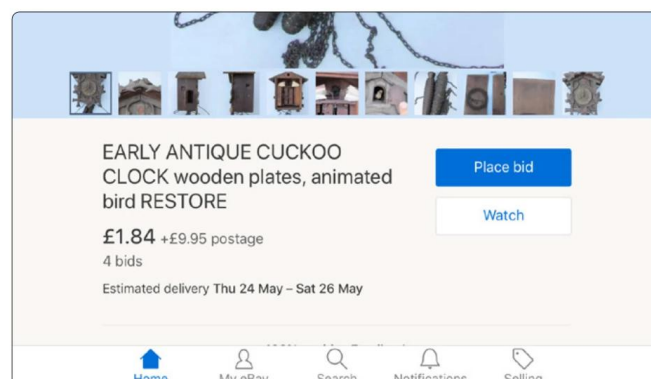 EARLY ANTIQUE CUCKOO
CLOCK wooden plates, animated
bird RESTORE
£1.84 +£9.95 postage
4 bids
Estimated delivery Thu 24 May – Sat 26 May
Place bid
Watch
Home
My eBay
Search
Notifications
Selling